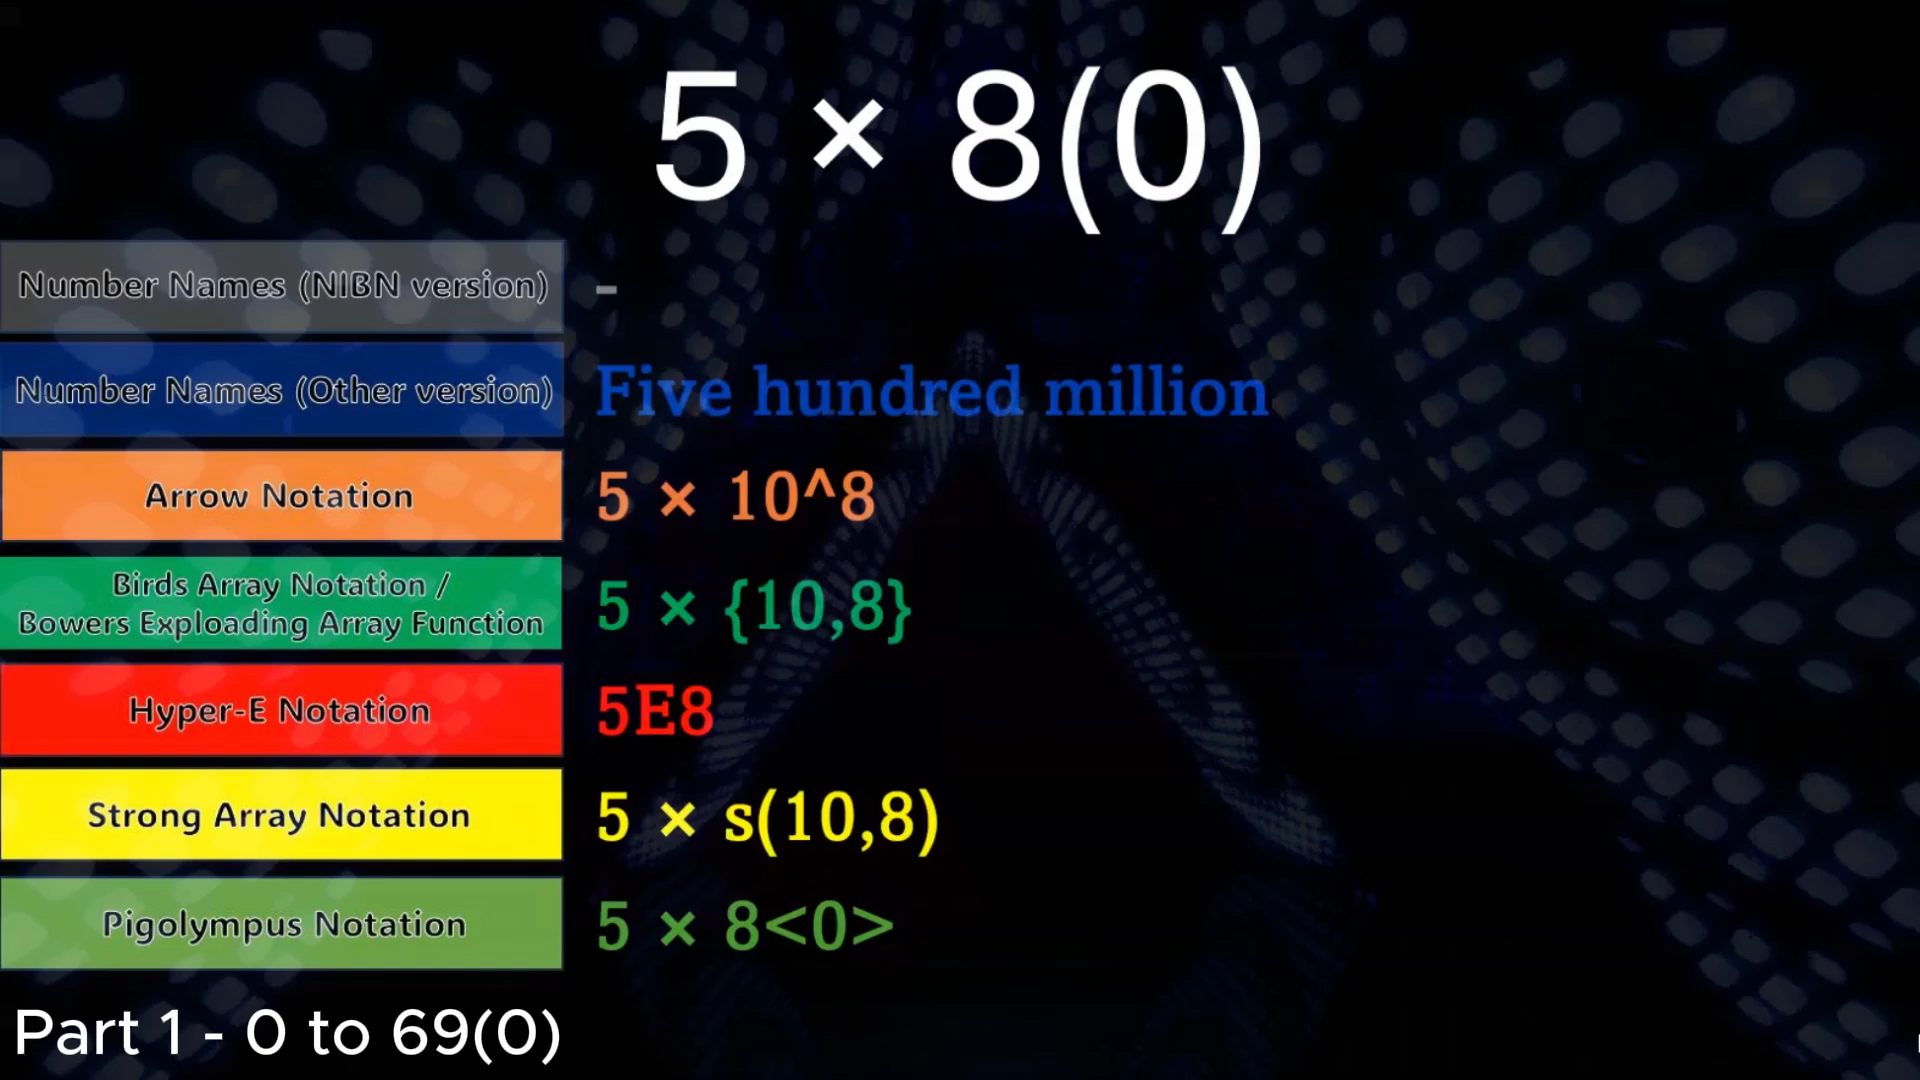 5 × 8(0)
Number Names (NIBN version)
-
Number Names (Other version)
Five hundred million
Arrow Notation
5 × 10^8
Birds Array Notation /
Bowers Exploading Array Function
5 × {10,8}
Hyper-E Notation
5E8
Strong Array Notation
5 × s(10,8)
Pigolympus Notation
5 × 8<0>
Part 1 - 0 to 69(0)